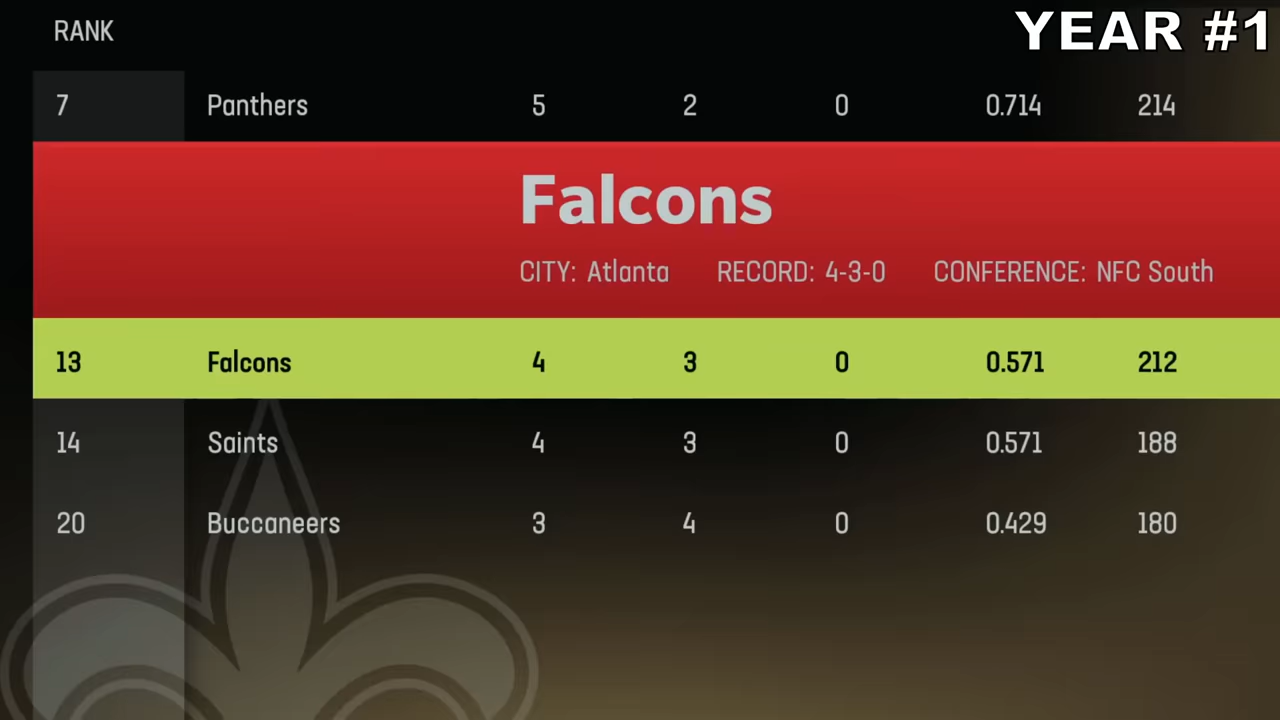 RANK
YEAR #1
7 Panthers 5 2 0 0.714 214
Falcons
CITY: Atlanta RECORD: 4-3-0 CONFERENCE: NFC South
13 Falcons 4 3 0 0.571 212
14 Saints 4 3 0 0.571 188
20 Buccaneers 3 4 0 0.429 180